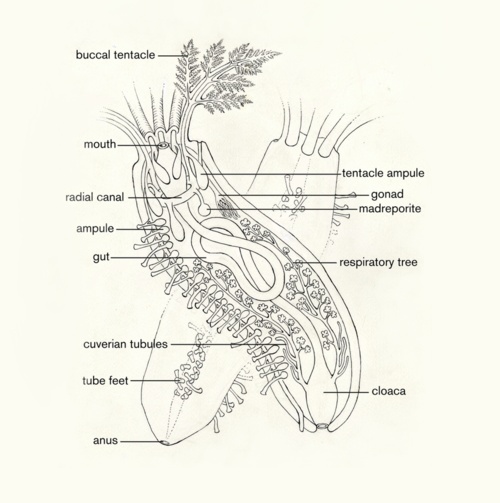 buccal tentacle
mouth
tentacle ampule
radial canal
gonad
madreporite
ampule
gut
respiratory tree
cuverian tubules
tube feet
cloaca
anus